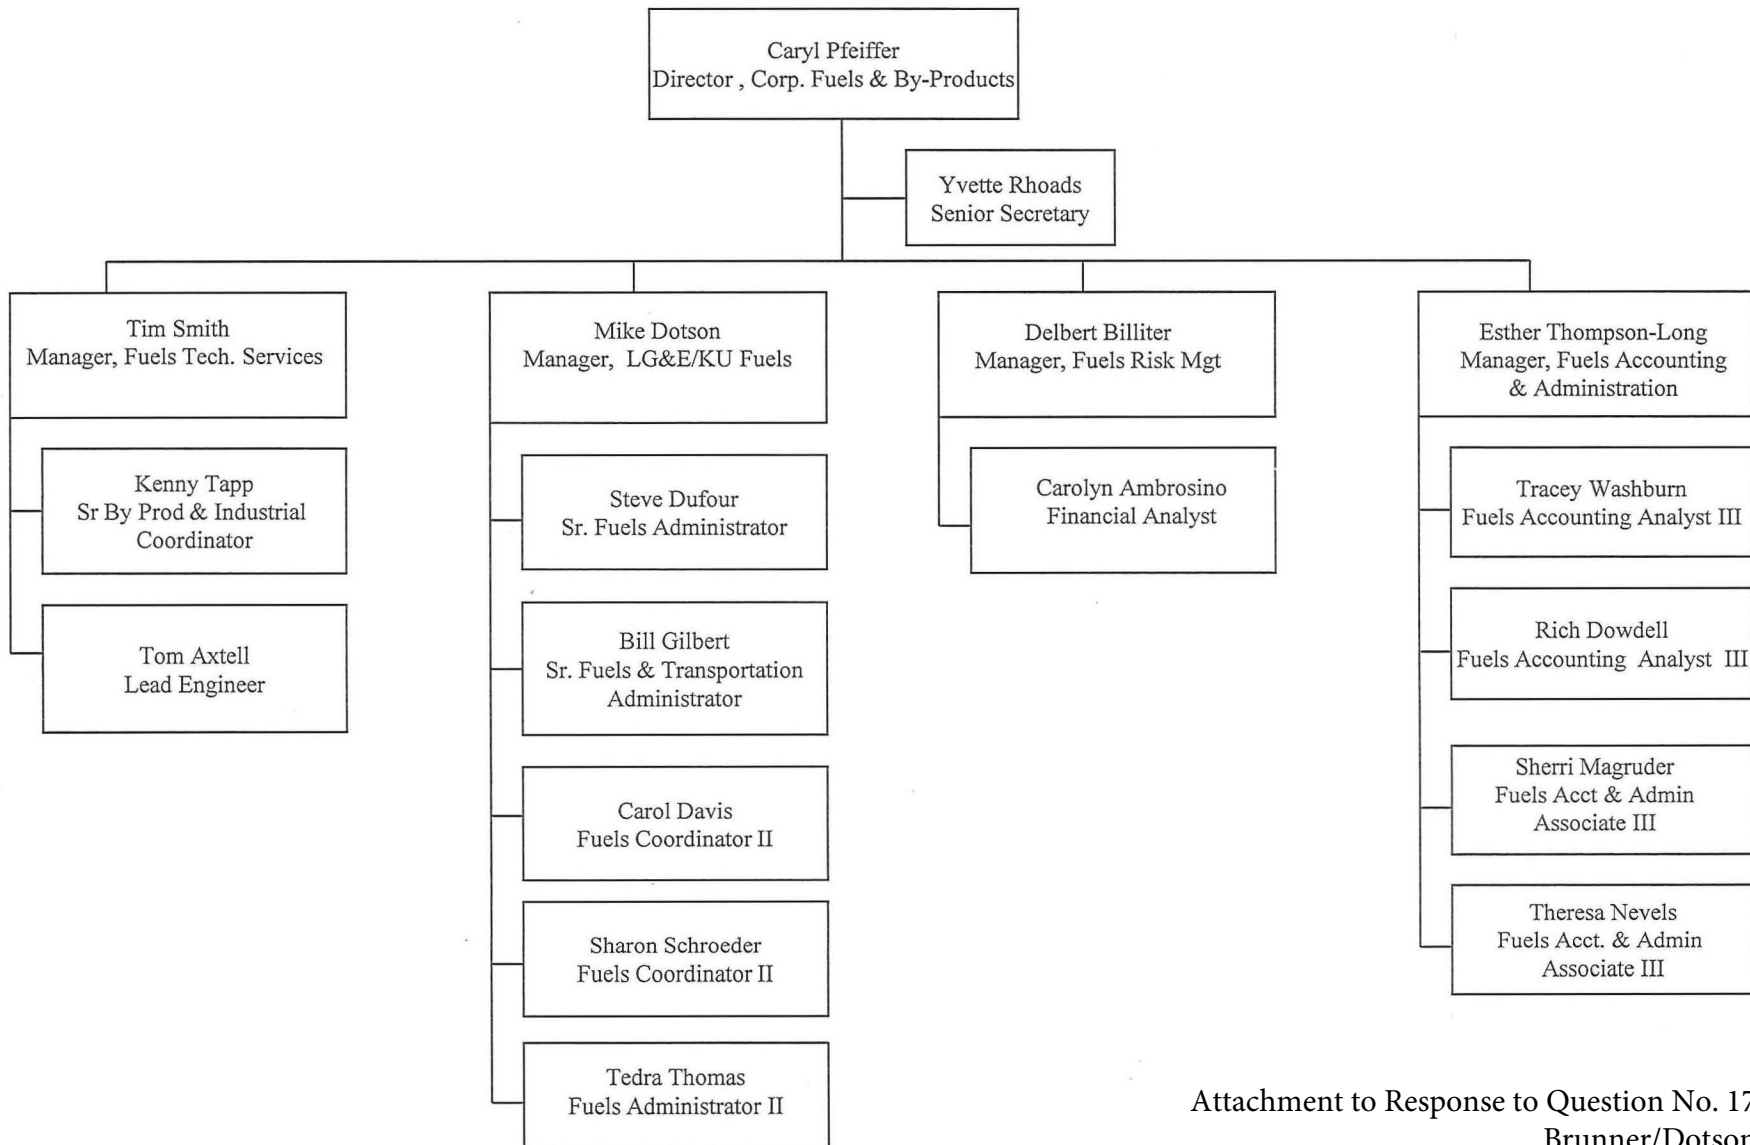 Caryl Pfeiffer
Director , Corp. Fuels & By-Products
Yvette Rhoads
Senior Secretary
Tim Smith
Manager, Fuels Tech. Services
Kenny Tapp
Sr By Prod & Industrial
Coordinator
Tom Axtell
Lead Engineer
Mike Dotson
Manager, LG&E/KU Fuels
Steve Dufour
Sr. Fuels Administrator
Bill Gilbert
Sr. Fuels & Transportation
Administrator
Carol Davis
Fuels Coordinator II
Sharon Schroeder
Fuels Coordinator II
Tedra Thomas
Fuels Administrator II
Delbert Billiter
Manager, Fuels Risk Mgt
Carolyn Ambrosino
Financial Analyst
Esther Thompson-Long
Manager, Fuels Accounting
& Administration
Tracey Washburn
Fuels Accounting Analyst III
Rich Dowdell
Fuels Accounting Analyst III
Sherri Magruder
Fuels Acct & Admin
Associate III
Theresa Nevels
Fuels Acct. & Admin
Associate III
Attachment to Response to Question No. 17
Brunner/Dotson